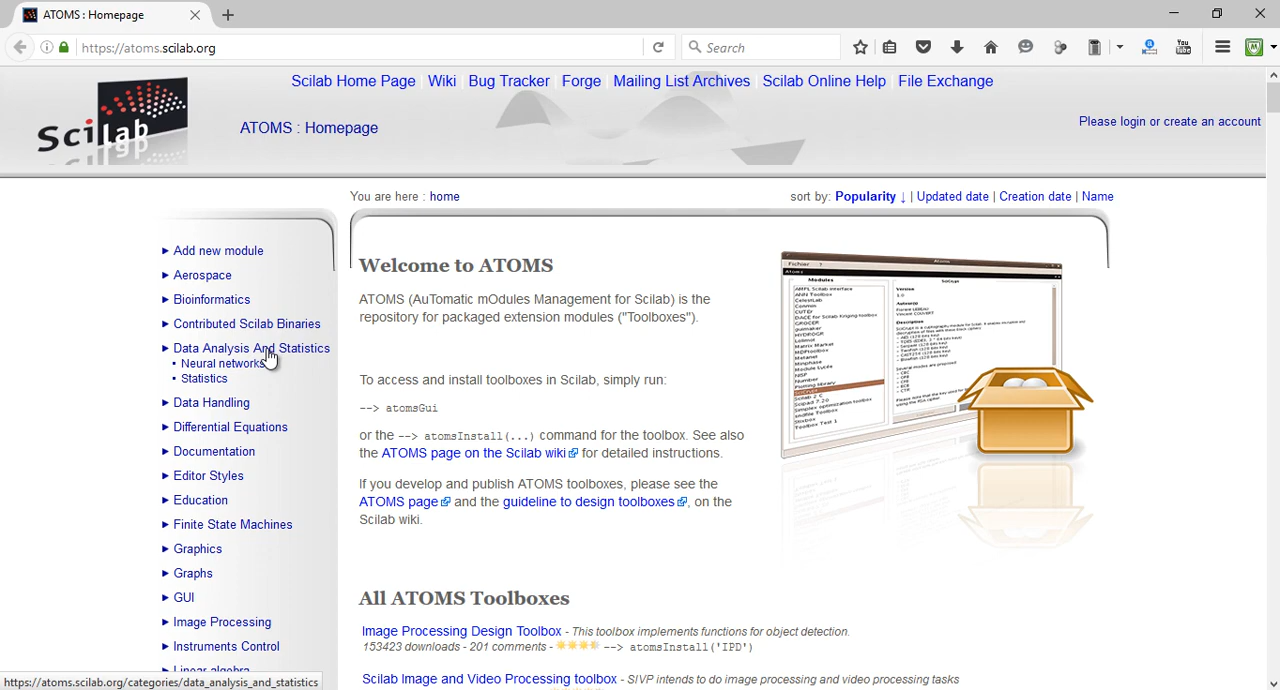 ATOMS : Homepage
https://atoms.scilab.org
Search
You Tube
Scilab Home Page | Wiki | Bug Tracker | Forge | Mailing List Archives | Scilab Online Help | File Exchange
Scilab
ATOMS : Homepage
Please login or create an account
You are here : home
sort by: Popularity ↓ | Updated date | Creation date | Name
Add new module
Aerospace
Bioinformatics
Contributed Scilab Binaries
Data Analysis And Statistics
Neural networks
Statistics
Data Handling
Differential Equations
Documentation
Editor Styles
Education
Finite State Machines
Graphics
Graphs
GUI
Image Processing
Instruments Control
Linear algebra
Welcome to ATOMS
ATOMS (AuTomatic mOdules Management for Scilab) is the
repository for packaged extension modules ("Toolboxes").
To access and install toolboxes in Scilab, simply run:
--> atomsGui
or the --> atomsInstall(...) command for the toolbox. See also
the ATOMS page on the Scilab wiki for detailed instructions.
If you develop and publish ATOMS toolboxes, please see the
ATOMS page and the guideline to design toolboxes, on the
Scilab wiki.
All ATOMS Toolboxes
Image Processing Design Toolbox - This toolbox implements functions for object detection.
153423 downloads - 201 comments - --> atomsInstall('IPD')
Scilab Image and Video Processing toolbox - SIVP intends to do image processing and video processing tasks
https://atoms.scilab.org/categories/data_analysis_and_statistics